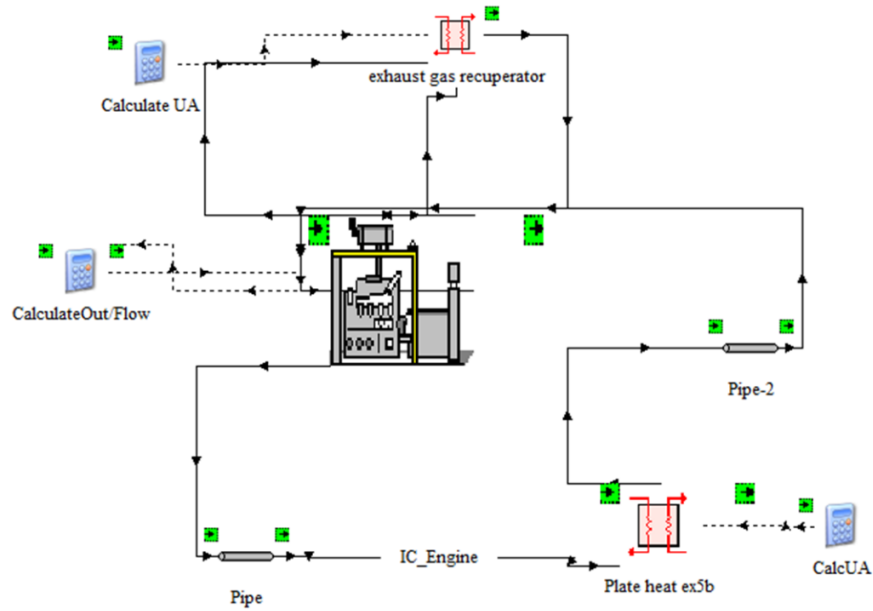 exhaust gas recuperator
Calculate UA
CalculateOut/Flow
Pipe-2
IC_Engine
Plate heat ex5b
CalcUA
Pipe